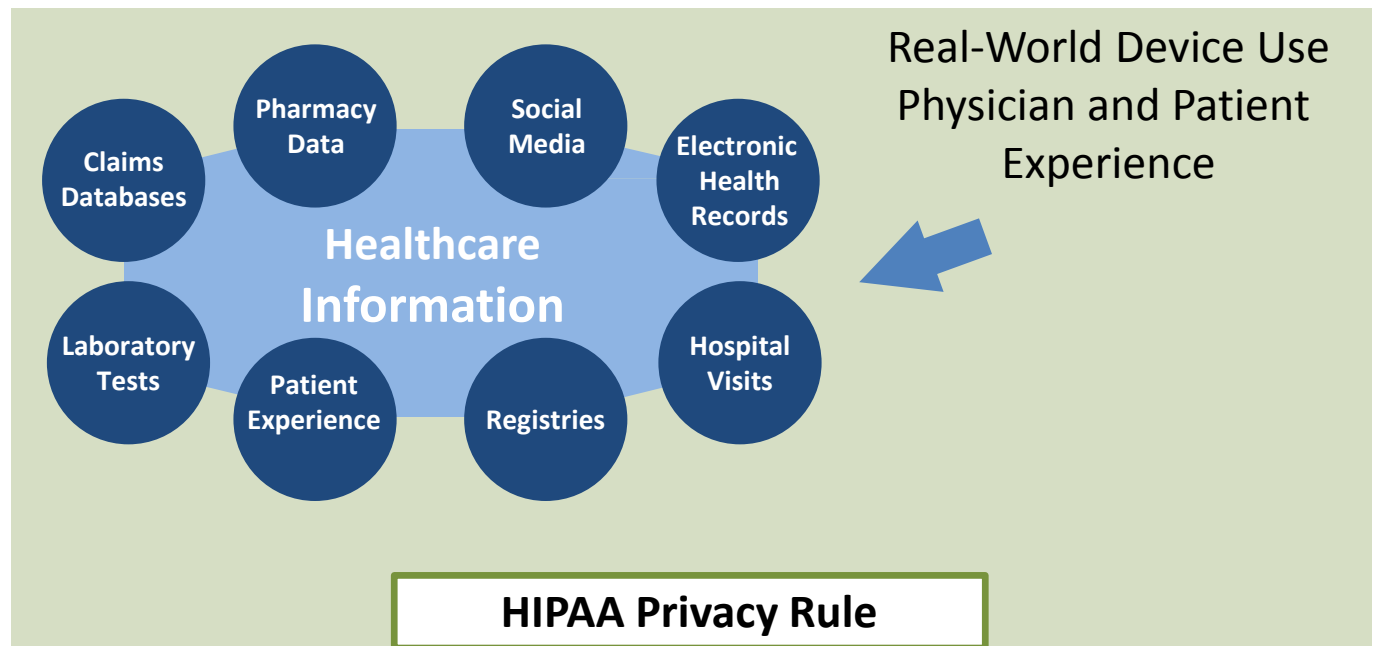 Real-World Device Use
Physician and Patient
Experience
Pharmacy
Data
Social
Media
Claims
Databases
Electronic
Health
Records
Healthcare
Information
Laboratory
Tests
Patient
Experience
Registries
Hospital
Visits
HIPAA Privacy Rule